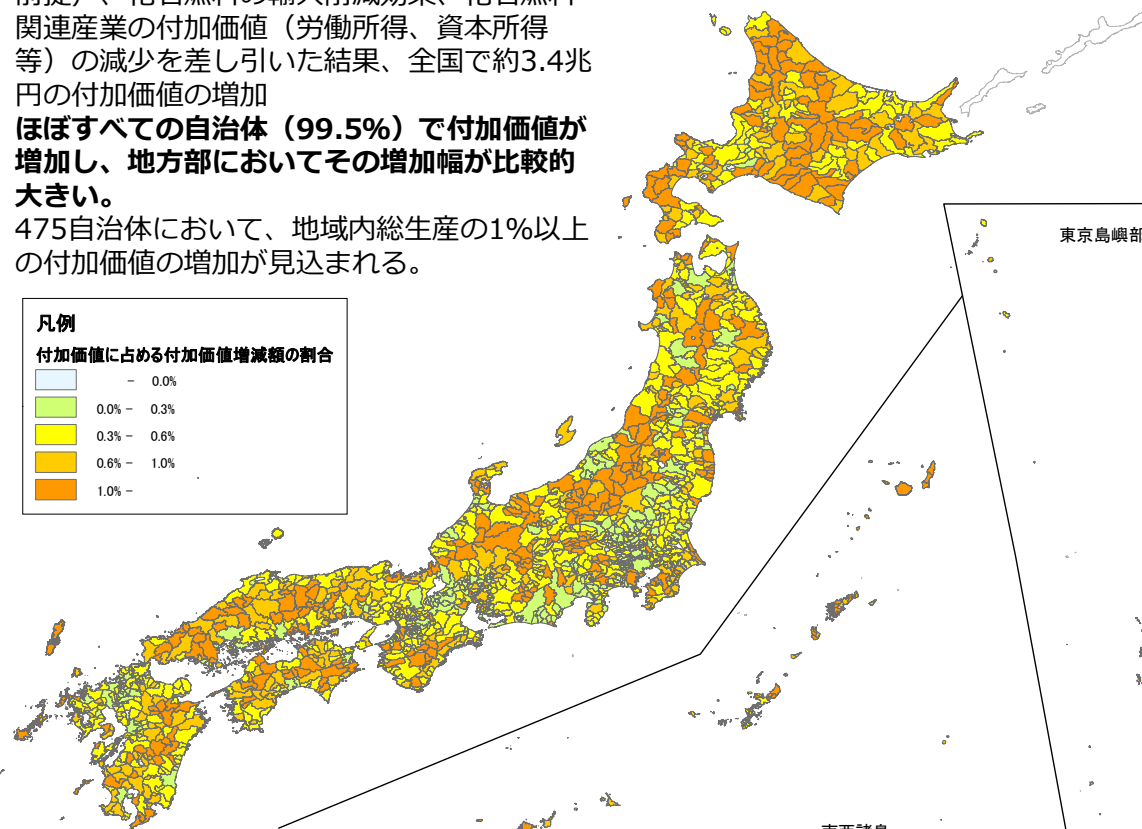 関連産業の付加価値（労働所得、資本所得
等）の減少を差し引いた結果、全国で約3.4兆
円の付加価値の増加
ほぼすべての自治体（99.5%）で付加価値が
増加し、地方部においてその増加幅が比較的
大きい。
475自治体において、地域内総生産の1%以上
の付加価値の増加が見込まれる。
凡例
付加価値に占める付加価値増減額の割合
- 0.0%
0.0% - 0.3%
0.3% - 0.6%
0.6% - 1.0%
1.0% -
東京島嶼部